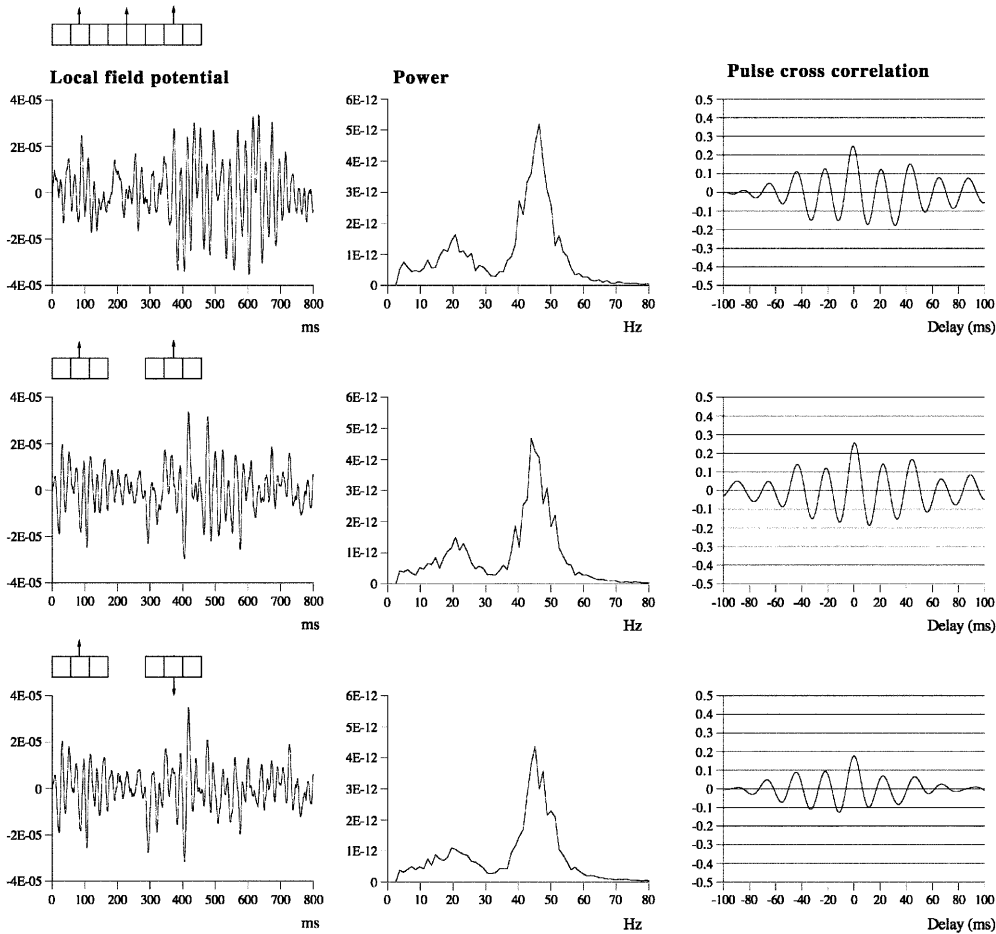 Local field potential
Power
Pulse cross correlation
4E-05
2E-05
0
-2E-05
-4E-05
0 100 200 300 400 500 600 700 800
ms
6E-12
5E-12
4E-12
3E-12
2E-12
1E-12
0
0 10 20 30 40 50 60 70 80
Hz
0.5
0.4
0.3
0.2
0.1
0
-0.1
-0.2
-0.3
-0.4
-0.5
-100 -80 -60 -40 -20 0 20 40 60 80 100
Delay (ms)
4E-05
2E-05
0
-2E-05
-4E-05
0 100 200 300 400 500 600 700 800
ms
6E-12
5E-12
4E-12
3E-12
2E-12
1E-12
0
0 10 20 30 40 50 60 70 80
Hz
0.5
0.4
0.3
0.2
0.1
0
-0.1
-0.2
-0.3
-0.4
-0.5
-100 -80 -60 -40 -20 0 20 40 60 80 100
Delay (ms)
4E-05
2E-05
0
-2E-05
-4E-05
0 100 200 300 400 500 600 700 800
ms
6E-12
5E-12
4E-12
3E-12
2E-12
1E-12
0
0 10 20 30 40 50 60 70 80
Hz
0.5
0.4
0.3
0.2
0.1
0
-0.1
-0.2
-0.3
-0.4
-0.5
-100 -80 -60 -40 -20 0 20 40 60 80 100
Delay (ms)